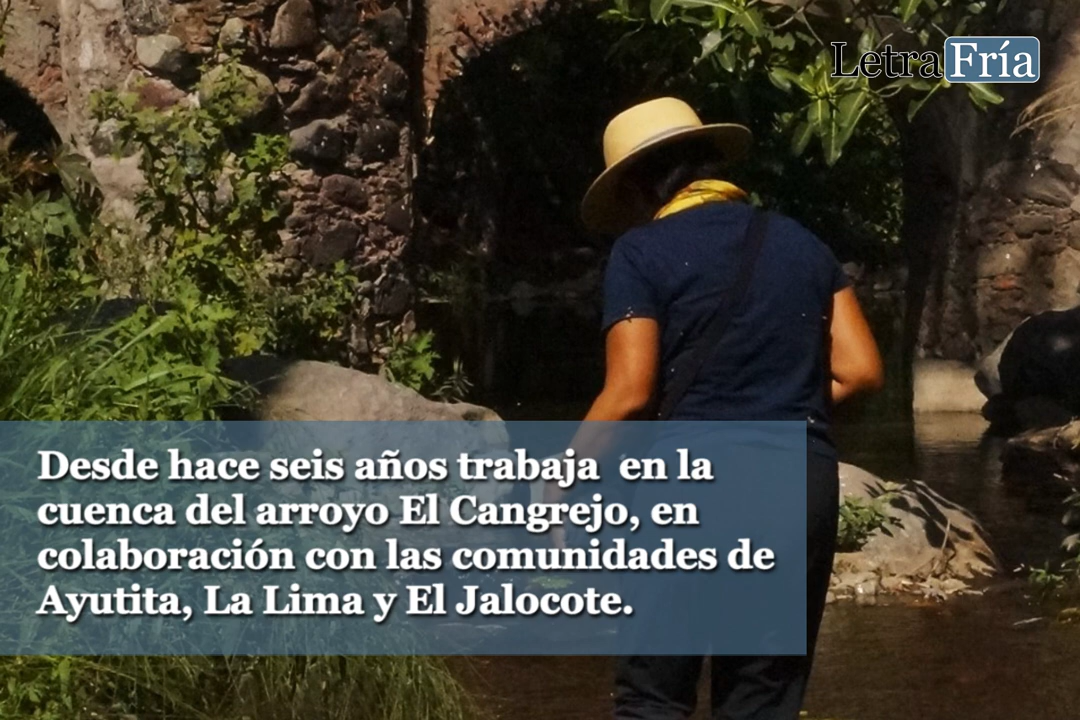 LetraFría
Desde hace seis años trabaja  en la
cuenca del arroyo El Cangrejo, en
colaboración con las comunidades de
Ayutita, La Lima y El Jalocote.